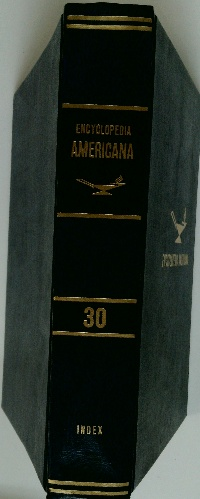 ENCYCLOPEDIA
AMERICANA
30
INDEX